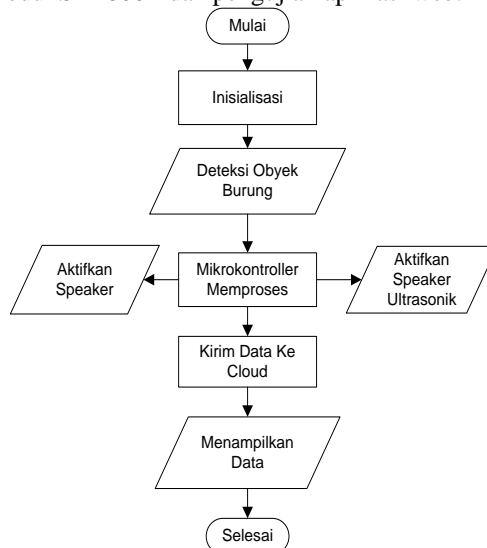 Mulai
Inisialisasi
Deteksi Obyek
Burung
Aktifkan
Speaker
Mikrokontroller
Memproses
Aktifkan
Speaker
Ultrasonik
Kirim Data Ke
Cloud
Menampilkan
Data
Selesai